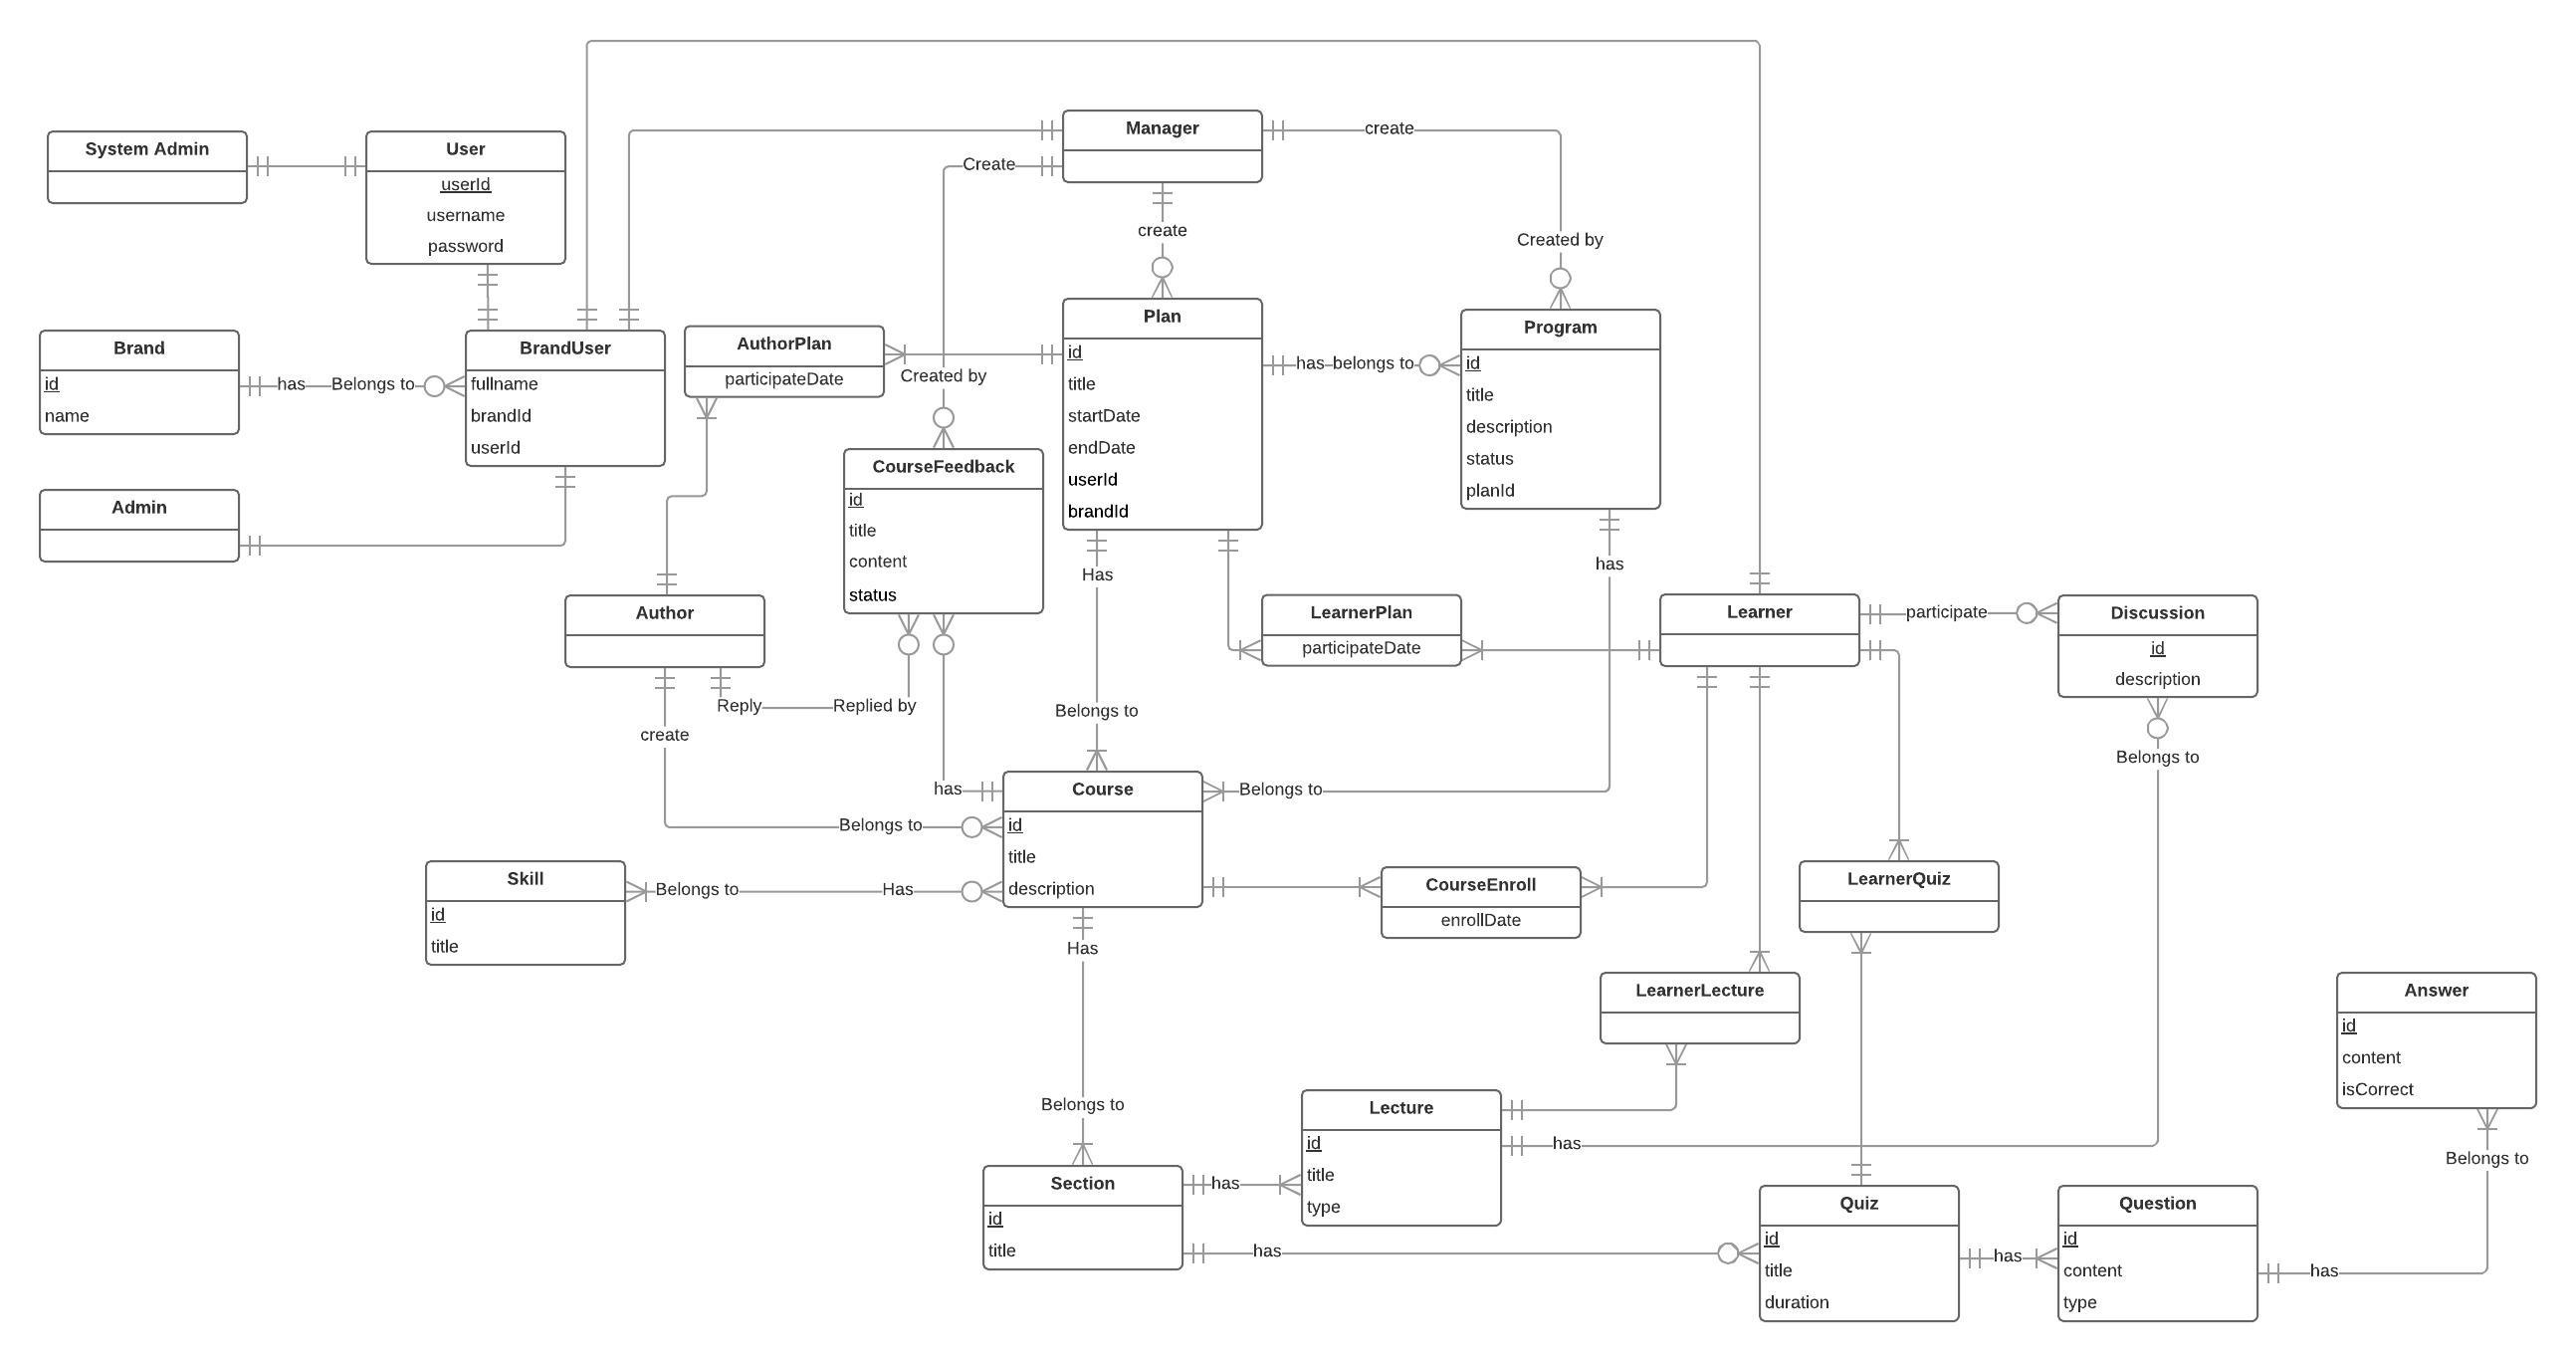 System Admin
User
userId
username
password
Manager
create
Create
create
Created by
Brand
id
name
has
Belongs to
BrandUser
fullname
brandId
userId
Admin
AuthorPlan
participateDate
Created by
Plan
id
title
startDate
endDate
userId
brandId
has
belongs to
Program
id
title
description
status
planId
CourseFeedback
id
title
content
status
Has
has
Author
LearnerPlan
participateDate
Learner
participate
Discussion
id
description
Reply
Replied by
create
Belongs to
Belongs to
has
Course
id
title
description
Belongs to
Belongs to
Skill
id
title
Belongs to
Has
CourseEnroll
enrollDate
LearnerQuiz
Has
LearnerLecture
Answer
id
content
isCorrect
Belongs to
Lecture
id
title
type
has
Belongs to
Section
id
title
has
has
Quiz
id
title
duration
has
Question
id
content
type
has